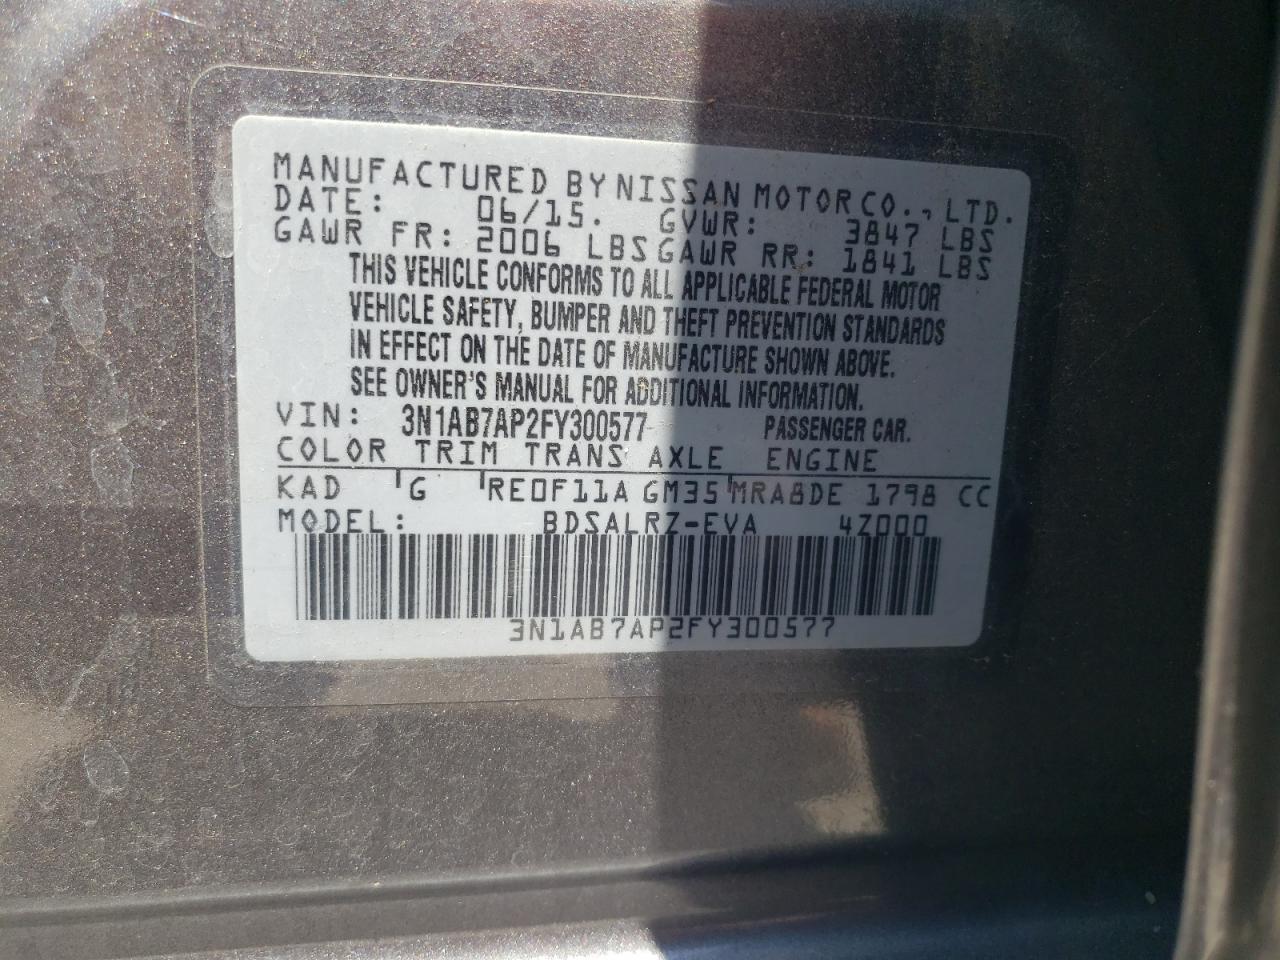 MANUFACTURED BY NISSAN MOTOR CO., LTD.
DATE: 06/15. GVWR: 3847 LBS
GAWR FR: 2006 LBS GAWR RR: 1841 LBS
THIS VEHICLE CONFORMS TO ALL APPLICABLE FEDERAL MOTOR
VEHICLE SAFETY, BUMPER AND THEFT PREVENTION STANDARDS
IN EFFECT ON THE DATE OF MANUFACTURE SHOWN ABOVE.
SEE OWNER'S MANUAL FOR ADDITIONAL INFORMATION.
VIN: 3N1AB7AP2FY300577 PASSENGER CAR.
COLOR TRIM TRANS AXLE ENGINE
KAD G RE0F11A GM35 MRA8DE 1798 CC
MODEL: BDSALRZ-EVA 4Z000
3N1AB7AP2FY300577